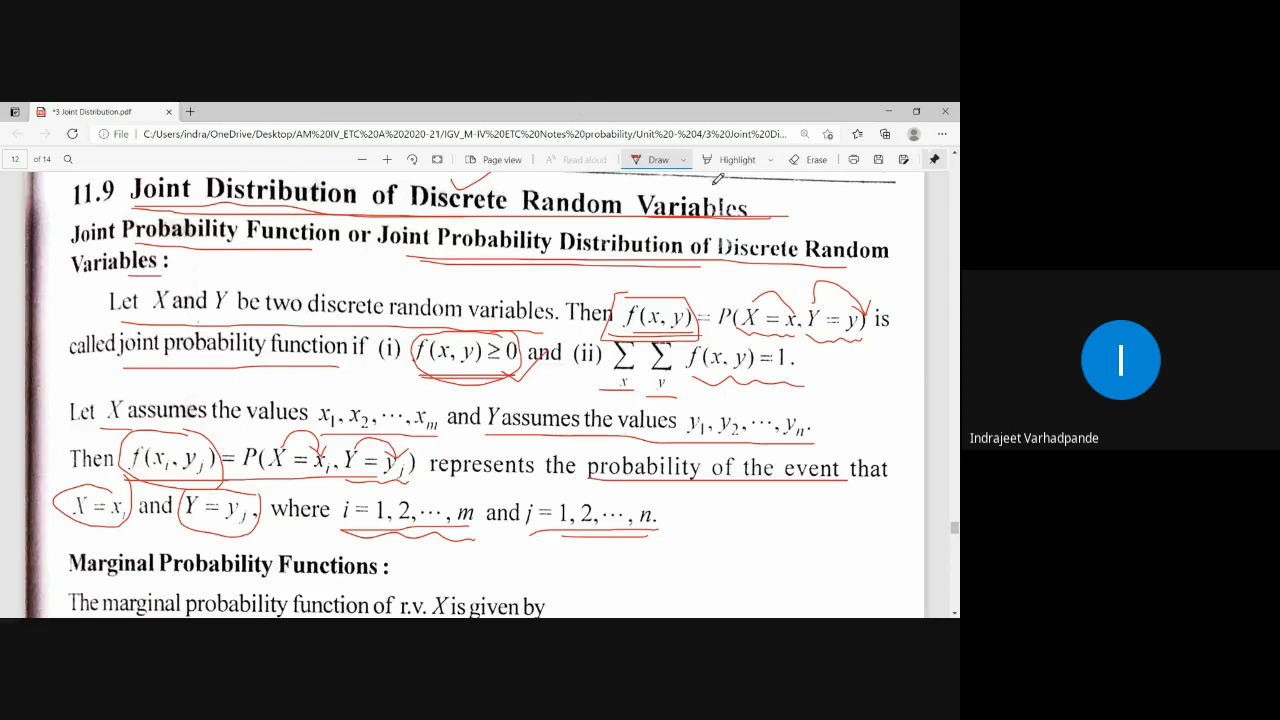 *3 Joint Distribution.pdf
File C:/Users/indra/OneDrive/Desktop/AM%20IV_ETC%20A%202020-21/IGV_M-IV%20ETC%20Notes%20probability/Unit%20-%204/3%20Joint%20Di...
12 of 14 Page view Read aloud Draw Highlight Erase
11.9 Joint Distribution of Discrete Random Variables
Joint Probability Function or Joint Probability Distribution of Discrete Random
Variables :
Let X and Y be two discrete random variables. Then f(x, y) = P(X = x, Y = y) is
called joint probability function if (i) f(x, y) ≥ 0 and (ii) ∑x ∑y f(x, y) = 1.
Let X assumes the values x₁, x₂, ⋯, xₘ and Y assumes the values y₁, y₂, ⋯, yₙ.
Then f(xᵢ, yⱼ) = P(X = xᵢ, Y = yⱼ) represents the probability of the event that
X = xᵢ and Y = yⱼ, where i = 1, 2, ⋯, m and j = 1, 2, ⋯, n.
Marginal Probability Functions :
The marginal probability function of r.v. X is given by
I
Indrajeet Varhadpande